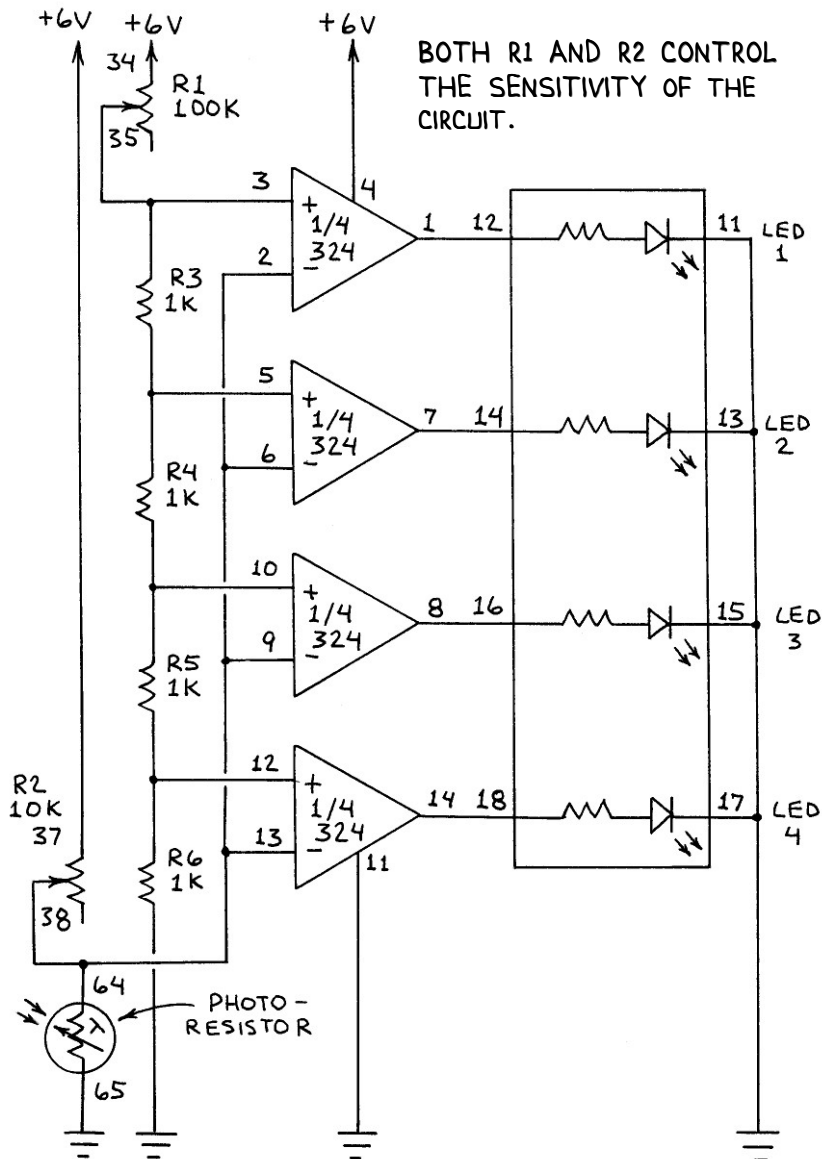 +6V
+6V
+6V
BOTH R1 AND R2 CONTROL
THE SENSITIVITY OF THE
CIRCUIT.
34
R1
100K
35
3
4
+
1/4
324
-
2
1
12
11
LED
1
R3
1K
5
+
1/4
324
-
6
7
14
13
LED
2
R4
1K
10
+
1/4
324
-
9
8
16
15
LED
3
R5
1K
12
+
1/4
324
-
13
14
18
17
LED
4
11
R2
10K
37
38
R6
1K
64
λ
PHOTO-
RESISTOR
65